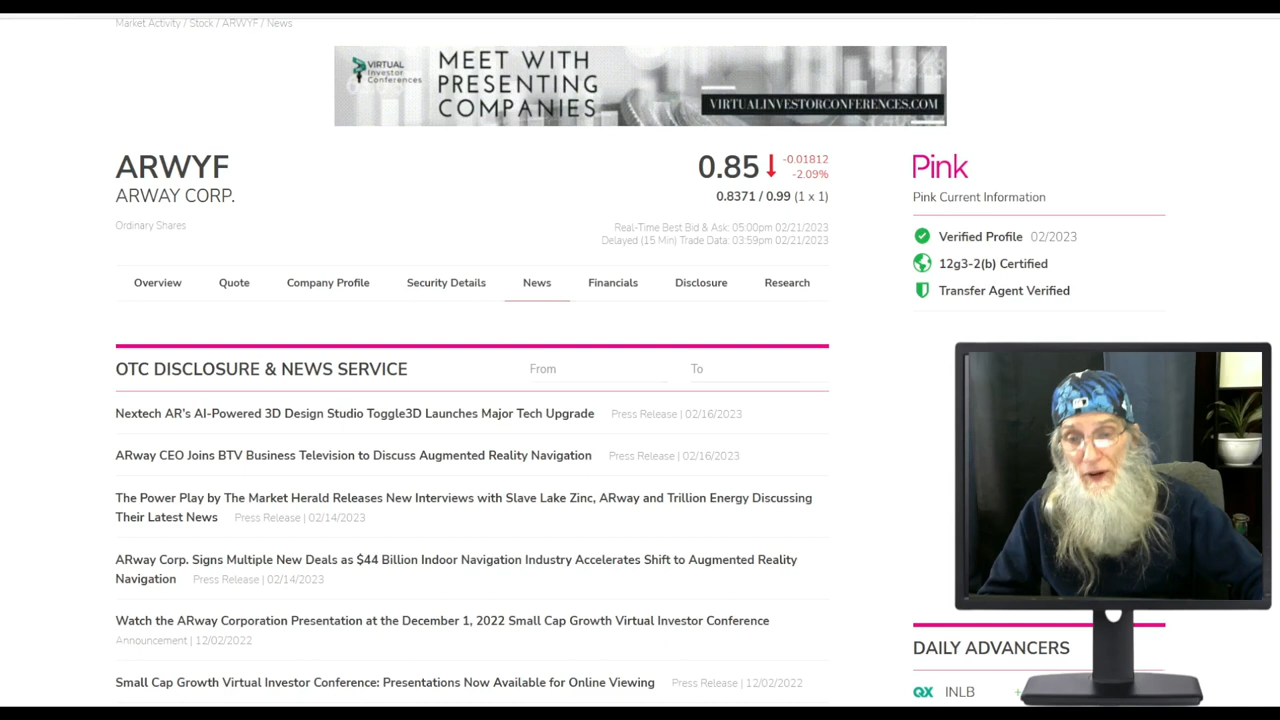 Market Activity / Stock / ARWYF / News
VIRTUAL
Investor
Conferences
MEET WITH
PRESENTING
COMPANIES
VIRTUALINVESTORCONFERENCES.COM
ARWYF
ARWAY CORP.
Ordinary Shares
0.85 -0.01812
-2.09%
0.8371 / 0.99 (1 x 1)
Real-Time Best Bid & Ask: 05:00pm 02/21/2023
Delayed (15 Min) Trade Data: 03:59pm 02/21/2023
Pink
Pink Current Information
Verified Profile 02/2023
12g3-2(b) Certified
Transfer Agent Verified
Overview Quote Company Profile Security Details News Financials Disclosure Research
OTC DISCLOSURE & NEWS SERVICE From To
Nextech AR's AI-Powered 3D Design Studio Toggle3D Launches Major Tech Upgrade Press Release | 02/16/2023
ARway CEO Joins BTV Business Television to Discuss Augmented Reality Navigation Press Release | 02/16/2023
The Power Play by The Market Herald Releases New Interviews with Slave Lake Zinc, ARway and Trillion Energy Discussing
Their Latest News Press Release | 02/14/2023
ARway Corp. Signs Multiple New Deals as $44 Billion Indoor Navigation Industry Accelerates Shift to Augmented Reality
Navigation Press Release | 02/14/2023
Watch the ARway Corporation Presentation at the December 1, 2022 Small Cap Growth Virtual Investor Conference
Announcement | 12/02/2022
Small Cap Growth Virtual Investor Conference: Presentations Now Available for Online Viewing Press Release | 12/02/2022
DAILY ADVANCERS
QX INLB +